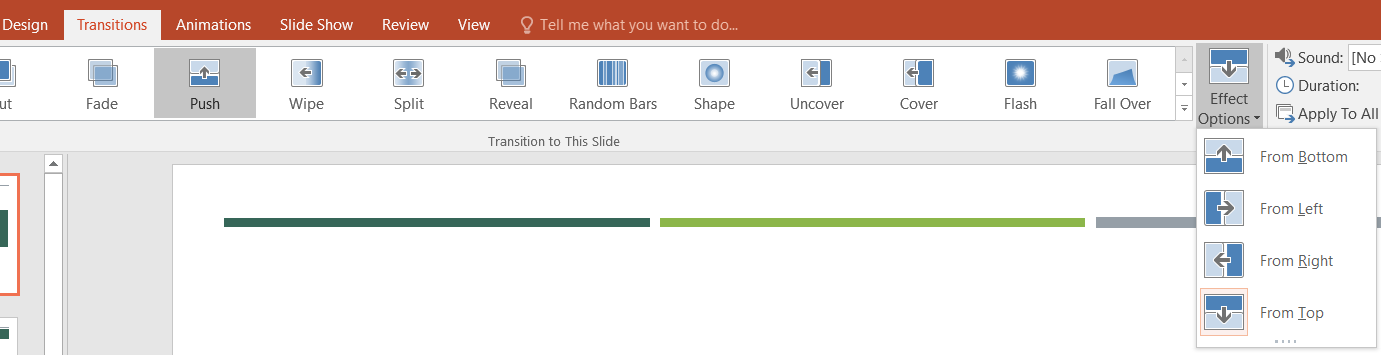 Design Transitions Animations Slide Show Review View Tell me what you want to do...
ut Fade Push Wipe Split Reveal Random Bars Shape Uncover Cover Flash Fall Over
Effect
Options
Sound: [No
Duration:
Apply To All
Transition to This Slide
From Bottom
From Left
From Right
From Top